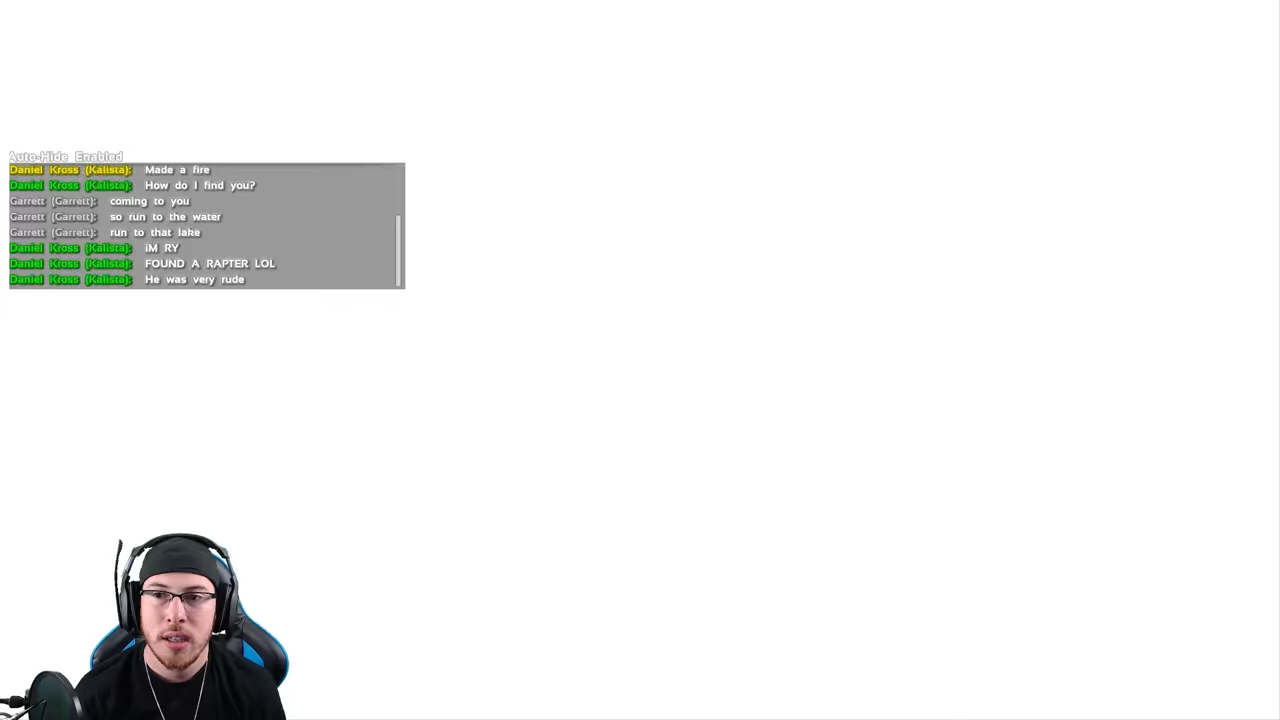 Auto-Hide Enabled
Daniel Kross (Kalista): Made a fire
Daniel Kross (Kalista): How do I find you?
Garrett (Garrett): coming to you
Garrett (Garrett): so run to the water
Garrett (Garrett): run to that lake
Daniel Kross (Kalista): iM RY
Daniel Kross (Kalista): FOUND A RAPTER LOL
Daniel Kross (Kalista): He was very rude